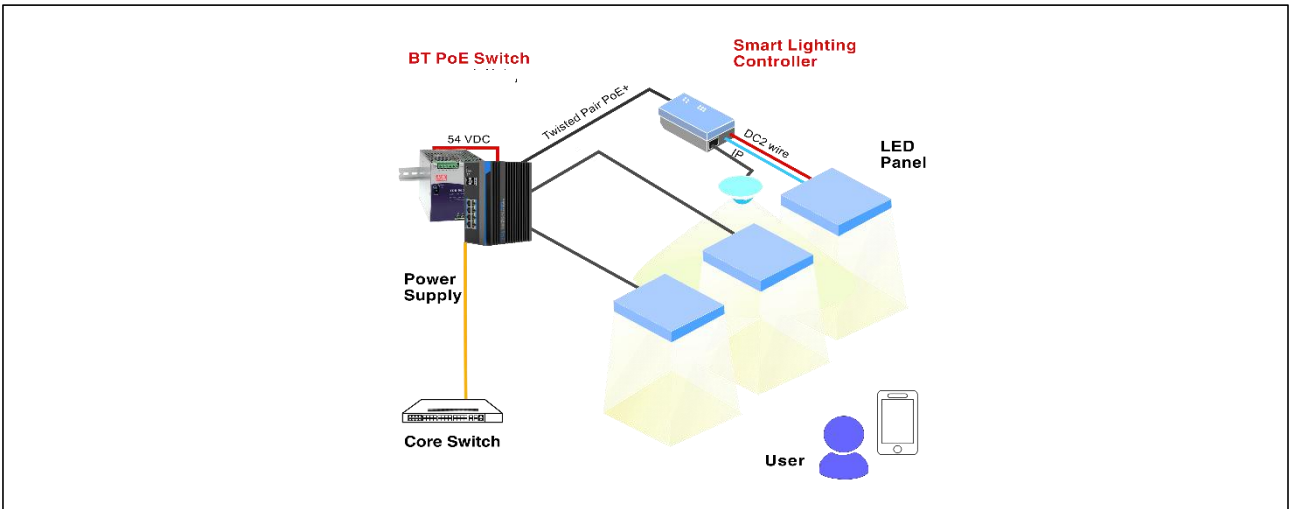 BT PoE Switch
Smart Lighting
Controller
Twisted Pair PoE+
54 VDC
DC2 wire
IP
LED
Panel
Power
Supply
Core Switch
User